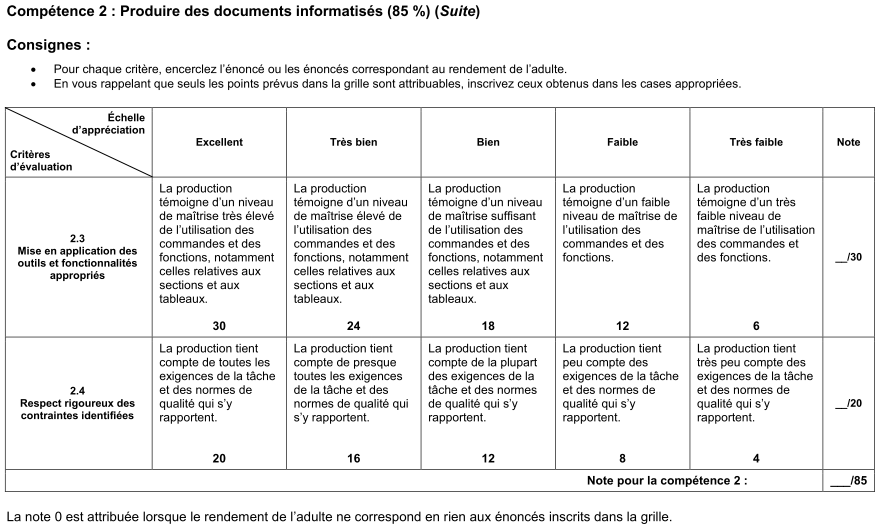 Compétence 2 : Produire des documents informatisés (85 %) (Suite)
Consignes :
• Pour chaque critère, encerclez l’énoncé ou les énoncés correspondant au rendement de l’adulte.
• En vous rappelant que seuls les points prévus dans la grille sont attribuables, inscrivez ceux obtenus dans les cases appropriées.
Échelle
d’appréciation
Critères
d’évaluation
Excellent
Très bien
Bien
Faible
Très faible
Note
2.3
Mise en application des
outils et fonctionnalités
appropriés
La production
témoigne d’un niveau
de maîtrise très élevé
de l’utilisation des
commandes et des
fonctions, notamment
celles relatives aux
sections et aux
tableaux.
30
La production
témoigne d’un niveau
de maîtrise élevé de
l’utilisation des
commandes et des
fonctions, notamment
celles relatives aux
sections et aux
tableaux.
24
La production
témoigne d’un niveau
de maîtrise suffisant
de l’utilisation des
commandes et des
fonctions, notamment
celles relatives aux
sections et aux
tableaux.
18
La production
témoigne d’un faible
niveau de maîtrise de
l’utilisation des
commandes et des
fonctions.
12
La production
témoigne d’un très
faible niveau de
maîtrise de l’utilisation
des commandes et
des fonctions.
6
__/30
2.4
Respect rigoureux des
contraintes identifiées
La production tient
compte de toutes les
exigences de la tâche
et des normes de
qualité qui s’y
rapportent.
20
La production tient
compte de presque
toutes les exigences
de la tâche et des
normes de qualité qui
s’y rapportent.
16
La production tient
compte de la plupart
des exigences de la
tâche et des normes
de qualité qui s’y
rapportent.
12
La production tient
peu compte des
exigences de la tâche
et des normes de
qualité qui s’y
rapportent.
8
La production tient
très peu compte des
exigences de la tâche
et des normes de
qualité qui s’y
rapportent.
4
__/20
Note pour la compétence 2 :
___/85
La note 0 est attribuée lorsque le rendement de l’adulte ne correspond en rien aux énoncés inscrits dans la grille.